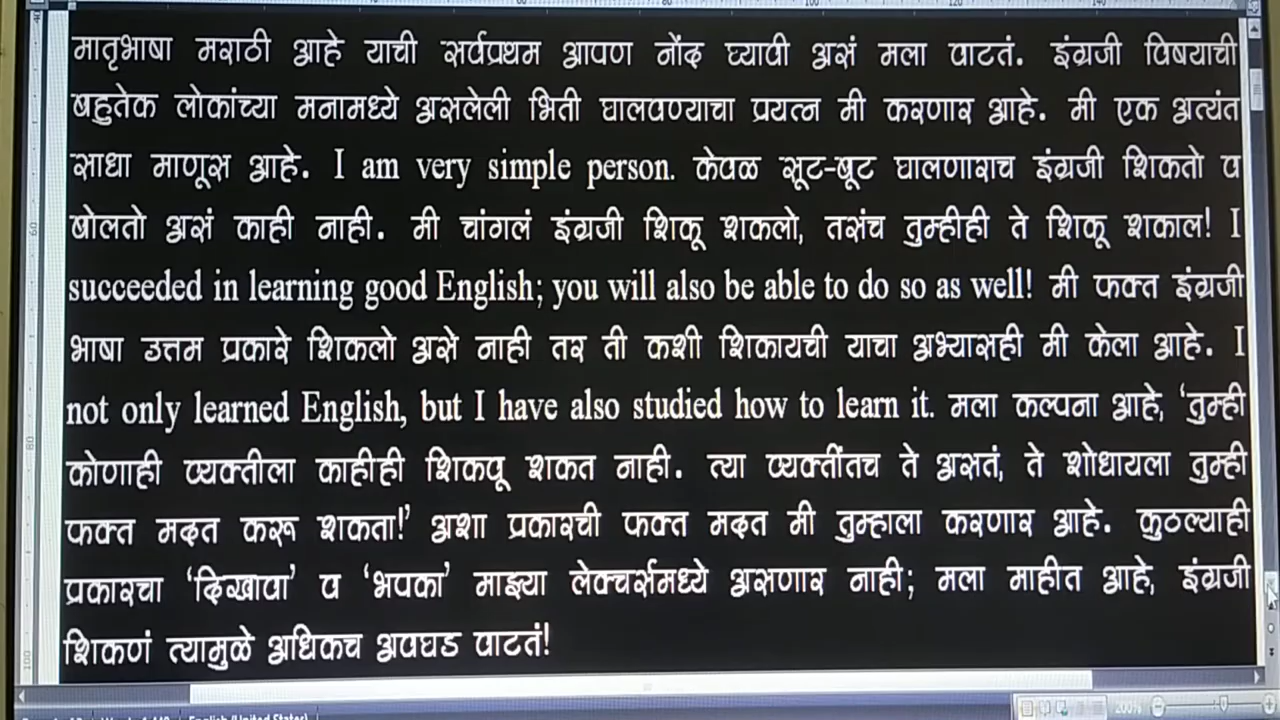 मातृभाषा मराठी आहे याची सर्वप्रथम आपण नोंद घ्यावी असं मला वाटतं. इंग्रजी विषयाची
बहुतेक लोकांच्या मनामध्ये असलेली भिती घालवण्याचा प्रयत्न मी करणार आहे. मी एक अत्यंत
साधा माणूस आहे. I am very simple person. केवळ सूट-बूट घालणाराच इंग्रजी शिकतो व
बोलतो असं काही नाही. मी चांगलं इंग्रजी शिकू शकलो, तसंच तुम्हीही ते शिकू शकाल! I
succeeded in learning good English; you will also be able to do so as well! मी फक्त इंग्रजी
भाषा उत्तम प्रकारे शिकलो असे नाही तर ती कशी शिकायची याचा अभ्यासही मी केला आहे. I
not only learned English, but I have also studied how to learn it. मला कल्पना आहे, ‘तुम्ही
कोणाही व्यक्तीला काहीही शिकवू शकत नाही. त्या व्यक्तींतच ते असतं, ते शोधायला तुम्ही
फक्त मदत करू शकता!’ अशा प्रकारची फक्त मदत मी तुम्हाला करणार आहे. कुठल्याही
प्रकारचा ‘दिखावा’ व ‘भपका’ माझ्या लेक्चर्समध्ये असणार नाही; मला माहीत आहे, इंग्रजी
शिकणं त्यामुळे अधिकच अवघड वाटतं!
200%